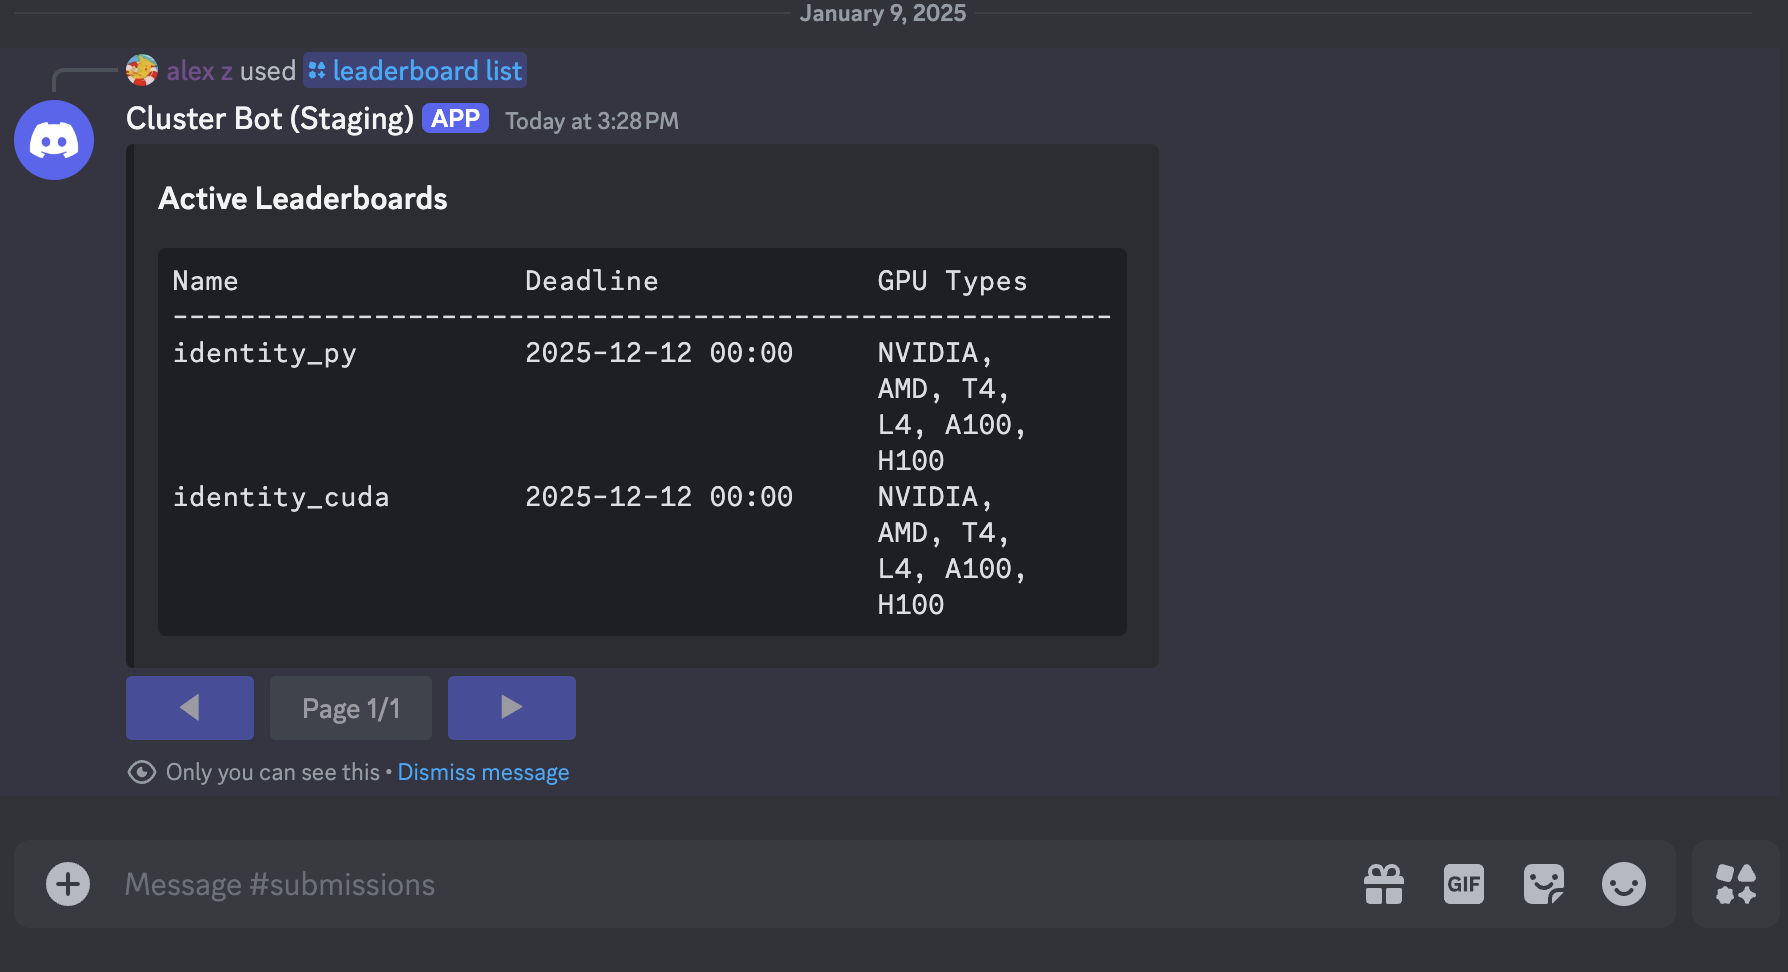 January 9, 2025
alex z used leaderboard list
Cluster Bot (Staging) APP Today at 3:28 PM
Active Leaderboards
Name Deadline GPU Types
--------------------------------------------------------
identity_py 2025-12-12 00:00 NVIDIA,
AMD, T4,
L4, A100,
H100
identity_cuda 2025-12-12 00:00 NVIDIA,
AMD, T4,
L4, A100,
H100
Page 1/1
Only you can see this • Dismiss message
Message #submissions
GIF